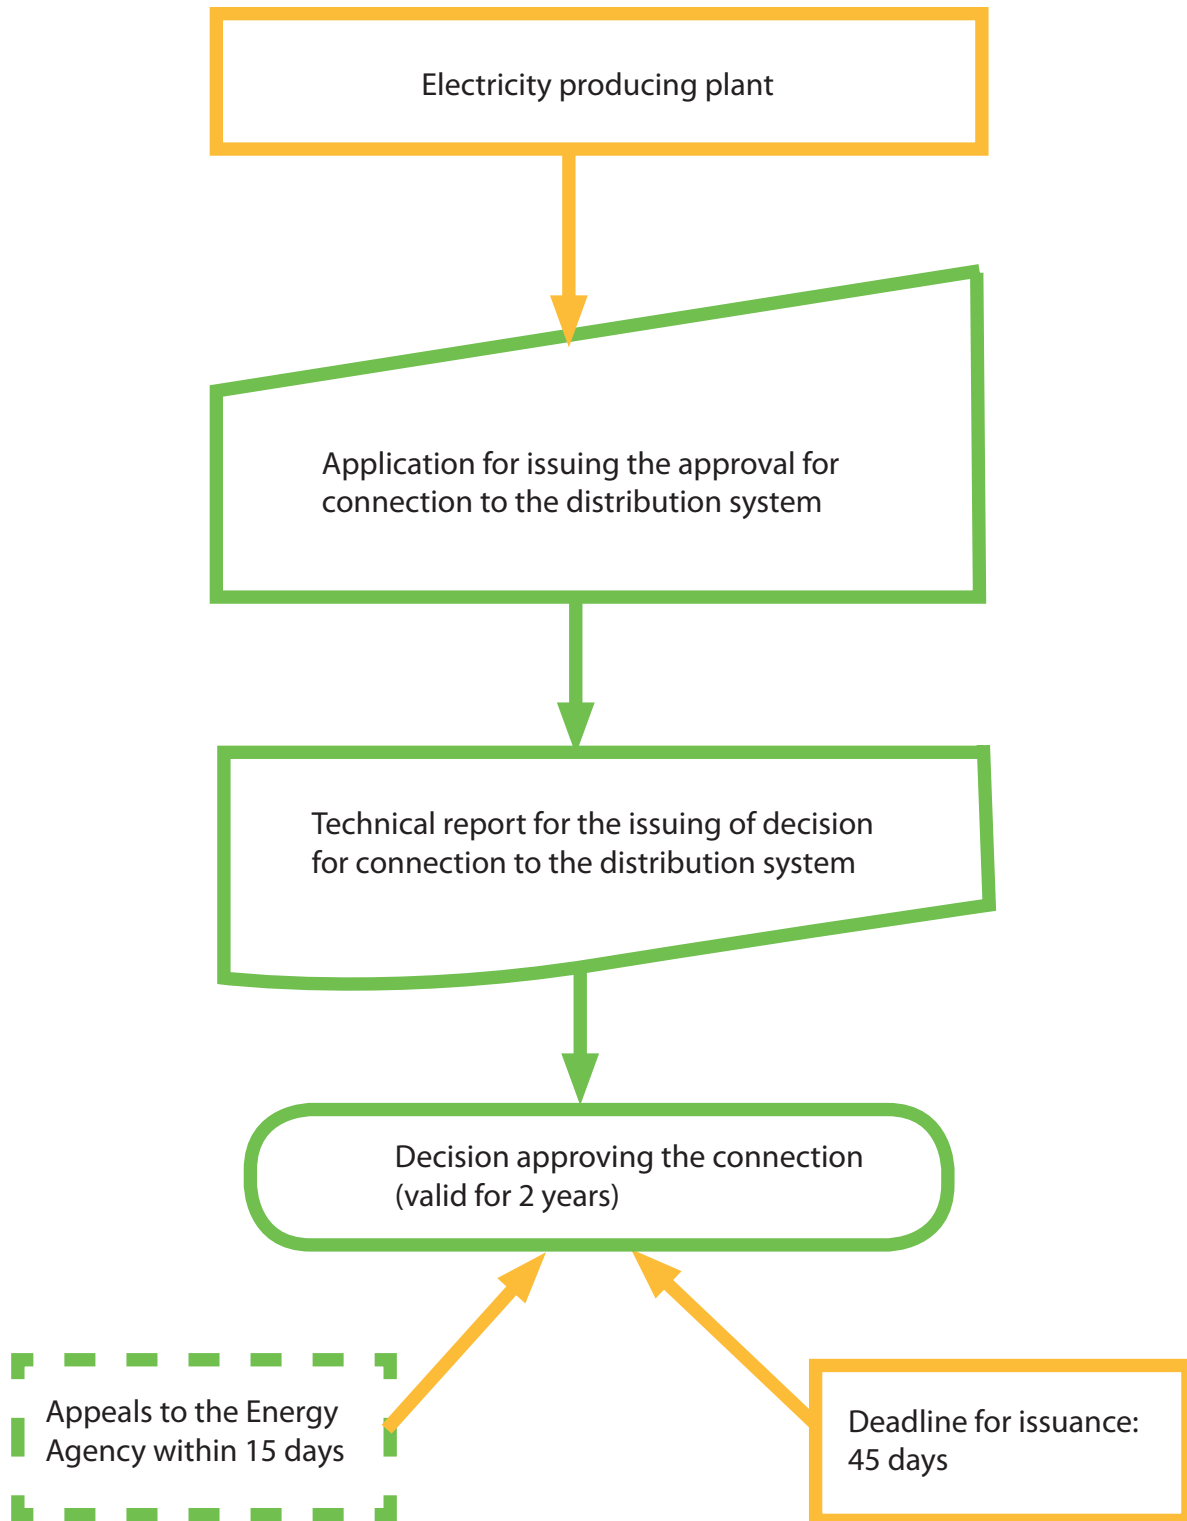 Electricity producing plant
Application for issuing the approval for
connection to the distribution system
Technical report for the issuing of decision
for connection to the distribution system
Decision approving the connection
(valid for 2 years)
Appeals to the Energy
Agency within 15 days
Deadline for issuance:
45 days